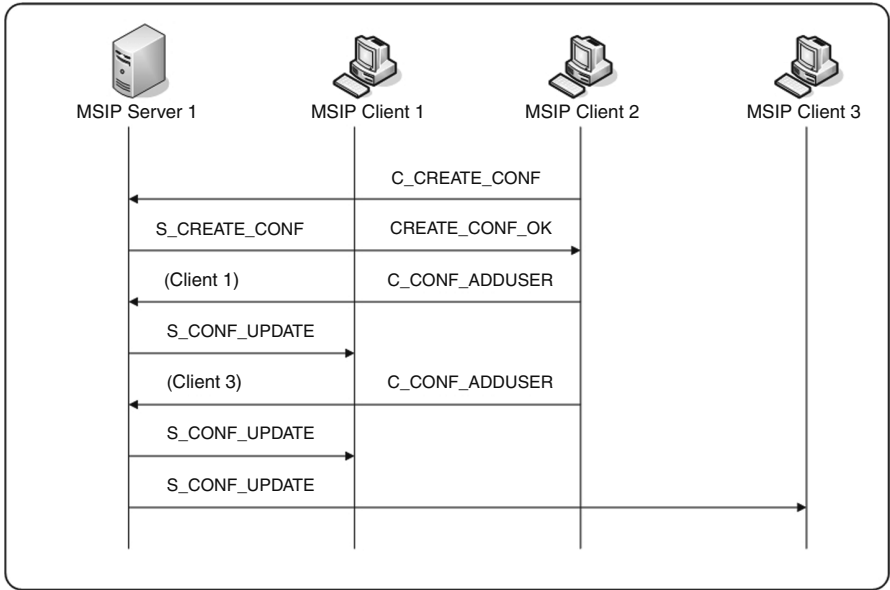 MSIP Server 1 MSIP Client 1 MSIP Client 2 MSIP Client 3
C_CREATE_CONF
S_CREATE_CONF CREATE_CONF_OK
(Client 1) C_CONF_ADDUSER
S_CONF_UPDATE
(Client 3) C_CONF_ADDUSER
S_CONF_UPDATE
S_CONF_UPDATE